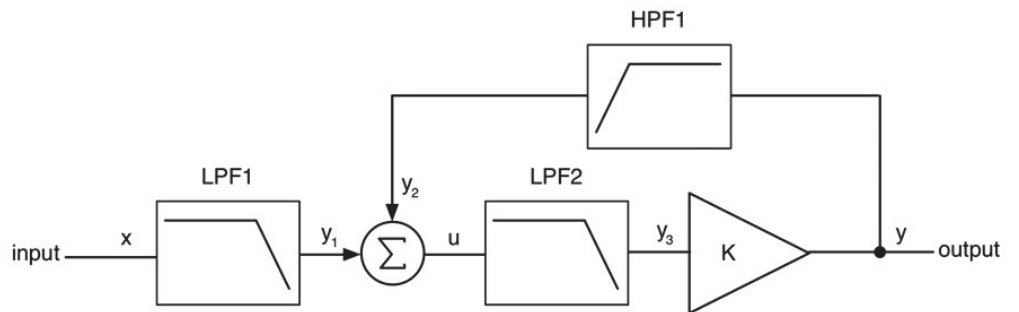 HPF1
LPF1
y₂
LPF2
input
x
y₁
Σ
u
y₃
K
y
output